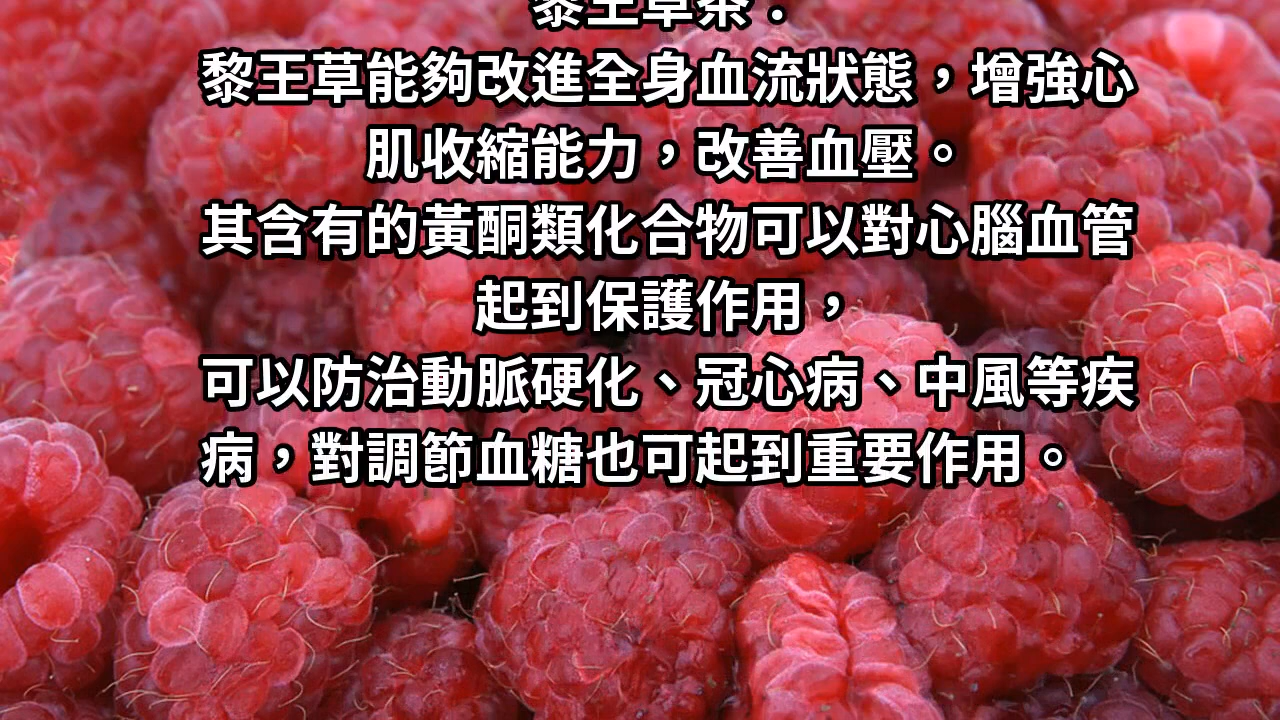 黎王草茶：
黎王草能夠改進全身血流狀態，增強心
肌收縮能力，改善血壓。
其含有的黃酮類化合物可以對心腦血管
起到保護作用，
可以防治動脈硬化、冠心病、中風等疾
病，對調節血糖也可起到重要作用。